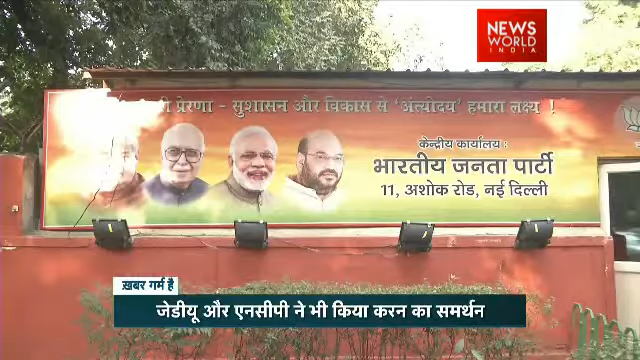 NEWS
WORLD
INDIA
प्रेरणा - सुशासन और विकास से 'अंत्योदय' हमारा लक्ष्य !
केन्द्रीय कार्यालय :
भारतीय जनता पार्टी
11, अशोक रोड, नई दिल्ली
ख़बर गर्म है
जेडीयू और एनसीपी ने भी किया करन का समर्थन